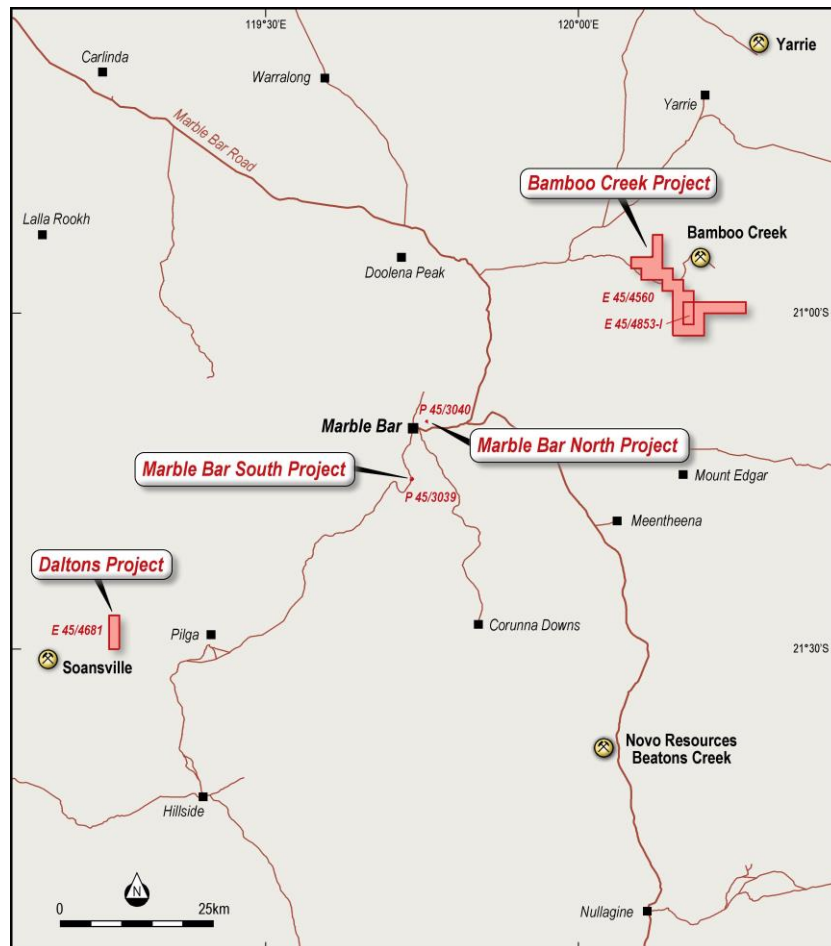 119°30'E
120°00'E
Carlinda
Yarrie
Warralong
Yarrie
Marble Bar Road
Bamboo Creek Project
Lalla Rookh
Bamboo Creek
Doolena Peak
E 45/4560
21°00'S
E 45/4853-I
P 45/3040
Marble Bar
Marble Bar North Project
Marble Bar South Project
Mount Edgar
P 45/3039
Meentheena
Daltons Project
E 45/4681
Pilga
Corunna Downs
21°30'S
Soansville
Novo Resources
Beatons Creek
Hillside
N
0
25km
Nullagine